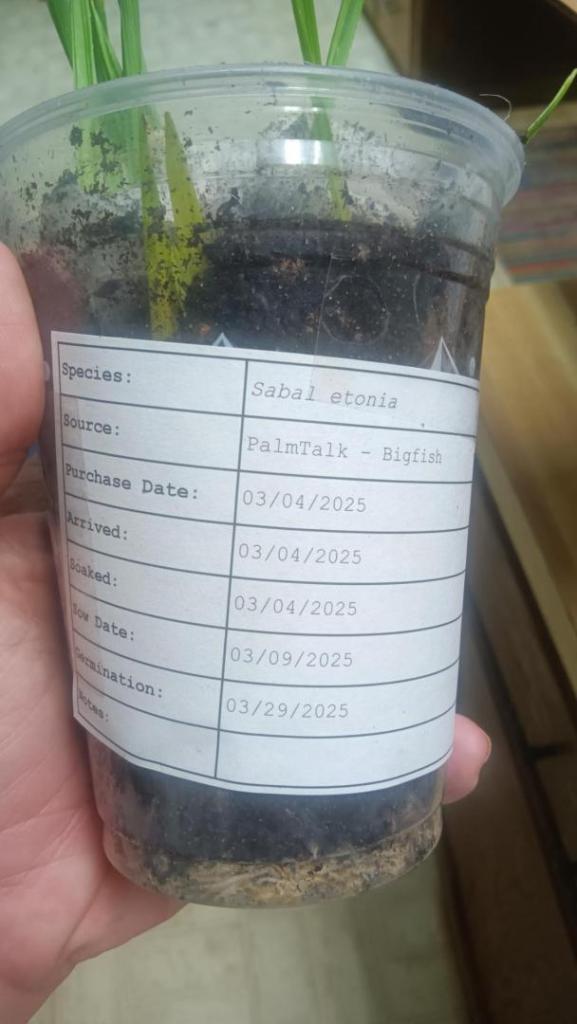 Species: Sabal etonia
Source: PalmTalk - Bigfish
Purchase Date: 03/04/2025
Arrived: 03/04/2025
Soaked: 03/04/2025
Sow Date: 03/09/2025
Germination: 03/29/2025
Notes: